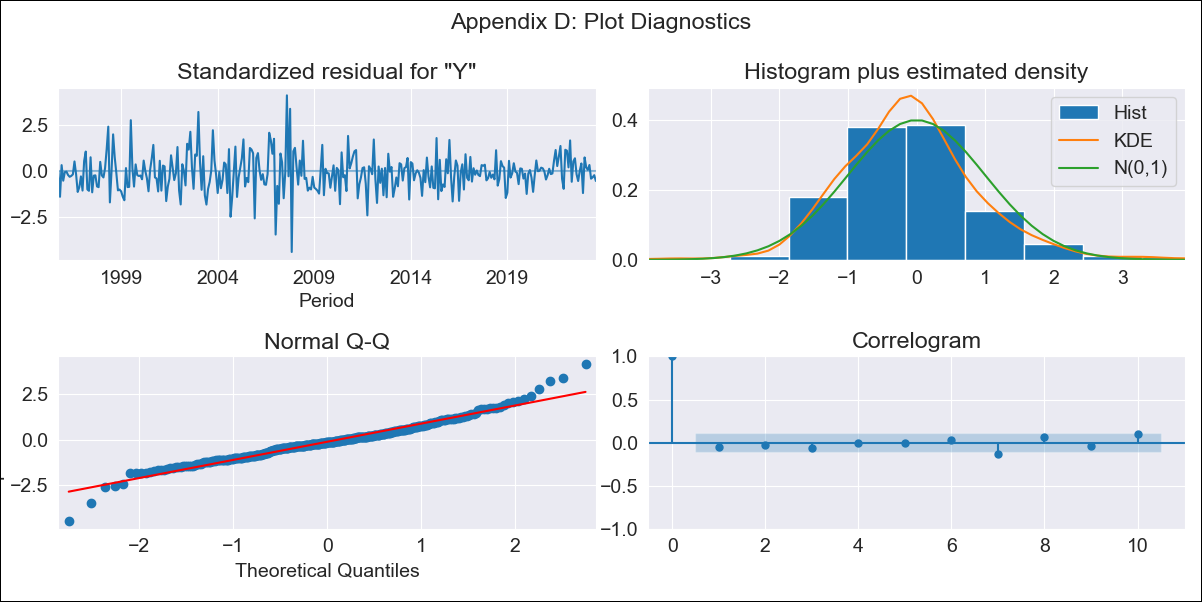 Appendix D: Plot Diagnostics
Standardized residual for "Y"
2.5
0.0
−2.5
1999 2004 2009 2014 2019
Period
Histogram plus estimated density
0.4
0.2
0.0
−3 −2 −1 0 1 2 3
Hist
KDE
N(0,1)
Normal Q-Q
2.5
0.0
−2.5
−2 −1 0 1 2
Theoretical Quantiles
Correlogram
1.0
0.5
0.0
−0.5
−1.0
0 2 4 6 8 10